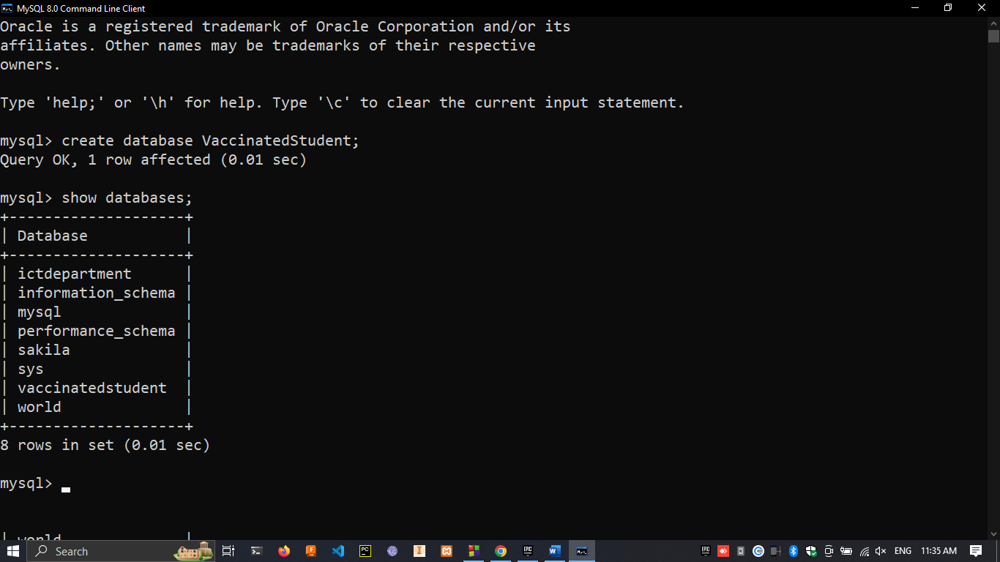 MySQL 8.0 Command Line Client
Oracle is a registered trademark of Oracle Corporation and/or its
affiliates. Other names may be trademarks of their respective
owners.
Type 'help;' or '\h' for help. Type '\c' to clear the current input statement.
mysql> create database VaccinatedStudent;
Query OK, 1 row affected (0.01 sec)
mysql> show databases;
+--------------------+
| Database           |
+--------------------+
| ictdepartment      |
| information_schema |
| mysql              |
| performance_schema |
| sakila             |
| sys                |
| vaccinatedstudent  |
| world              |
+--------------------+
8 rows in set (0.01 sec)
mysql>
| world              |
Search
ENG
11:35 AM